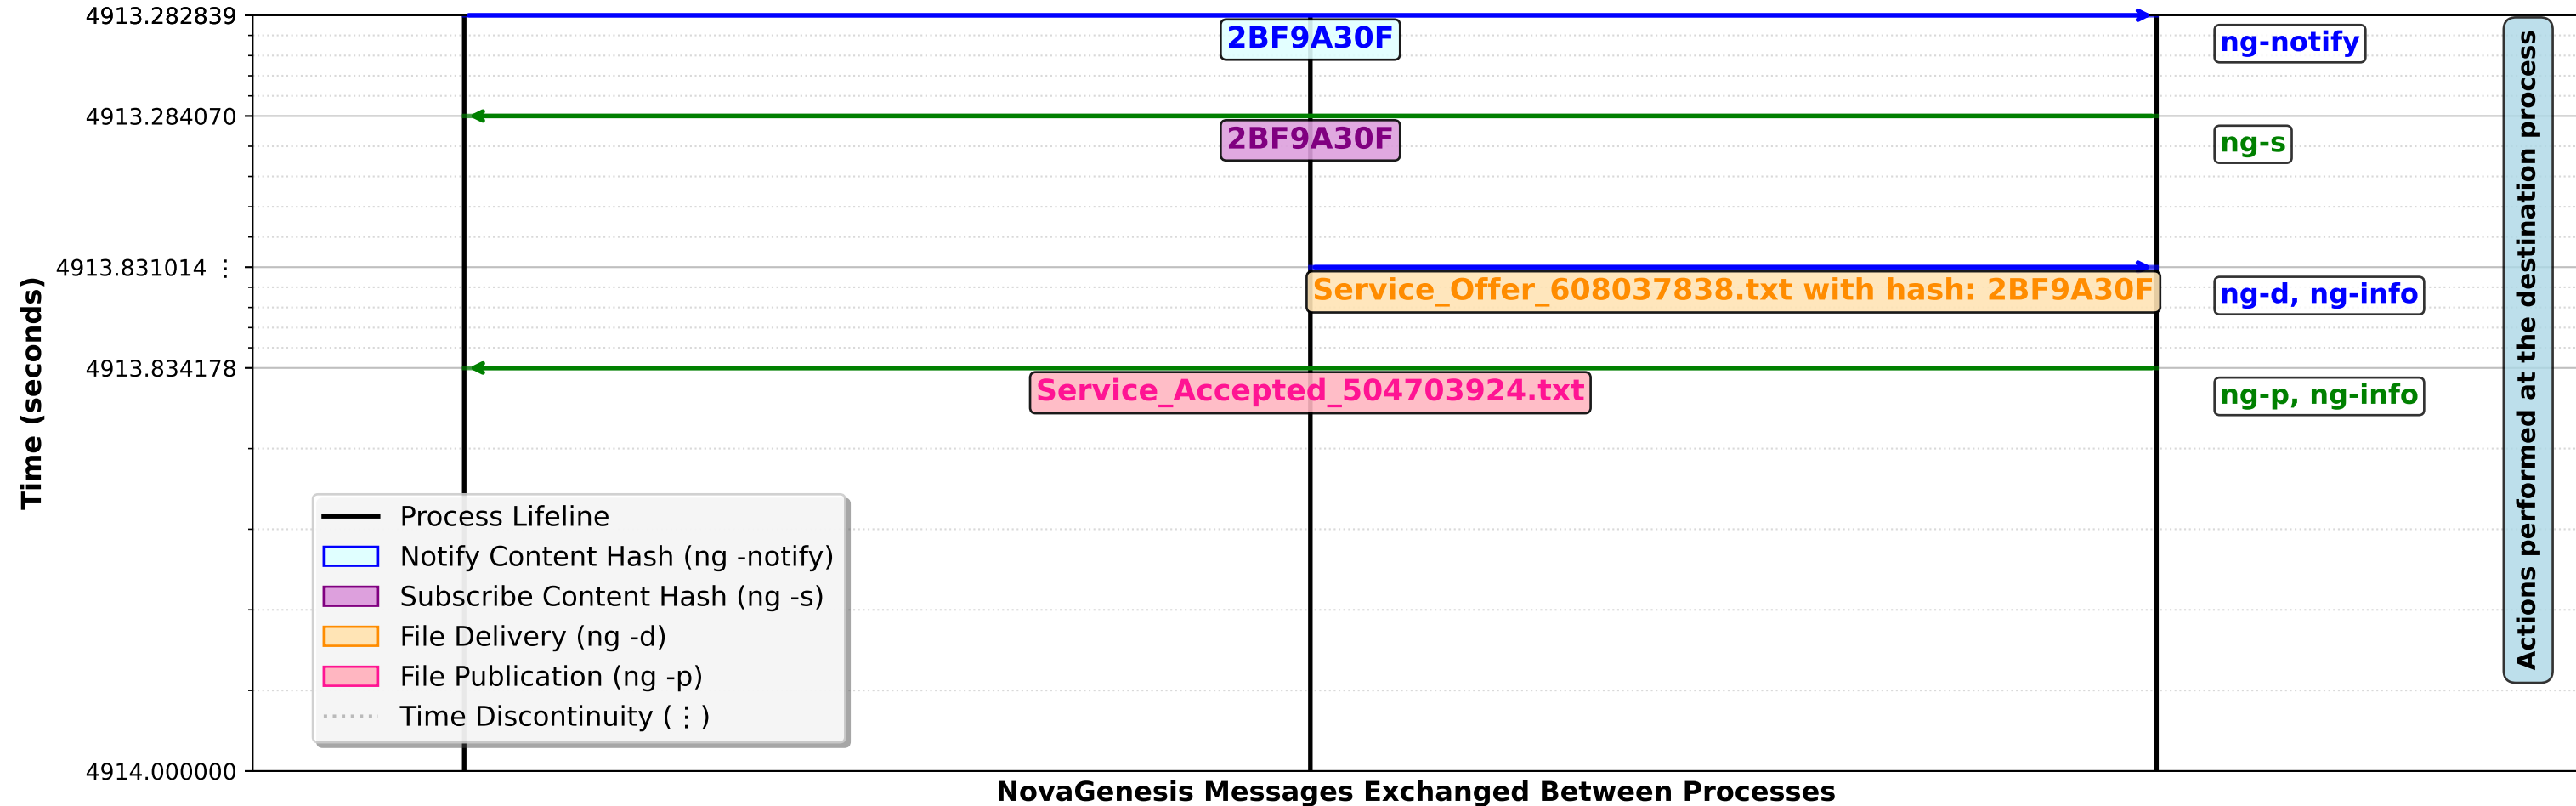 4913.282839
2BF9A30F
ng-notify
4913.284070
2BF9A30F
ng-s
4913.831014 ⋮
Service_Offer_608037838.txt with hash: 2BF9A30F
ng-d, ng-info
4913.834178
Service_Accepted_504703924.txt
ng-p, ng-info
Actions performed at the destination process
Time (seconds)
Process Lifeline
Notify Content Hash (ng -notify)
Subscribe Content Hash (ng -s)
File Delivery (ng -d)
File Publication (ng -p)
Time Discontinuity (⋮)
4914.000000
NovaGenesis Messages Exchanged Between Processes